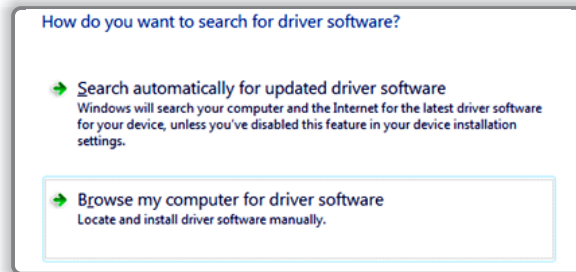 How do you want to search for driver software?
Search automatically for updated driver software
Windows will search your computer and the Internet for the latest driver software
for your device, unless you've disabled this feature in your device installation
settings.
Browse my computer for driver software
Locate and install driver software manually.